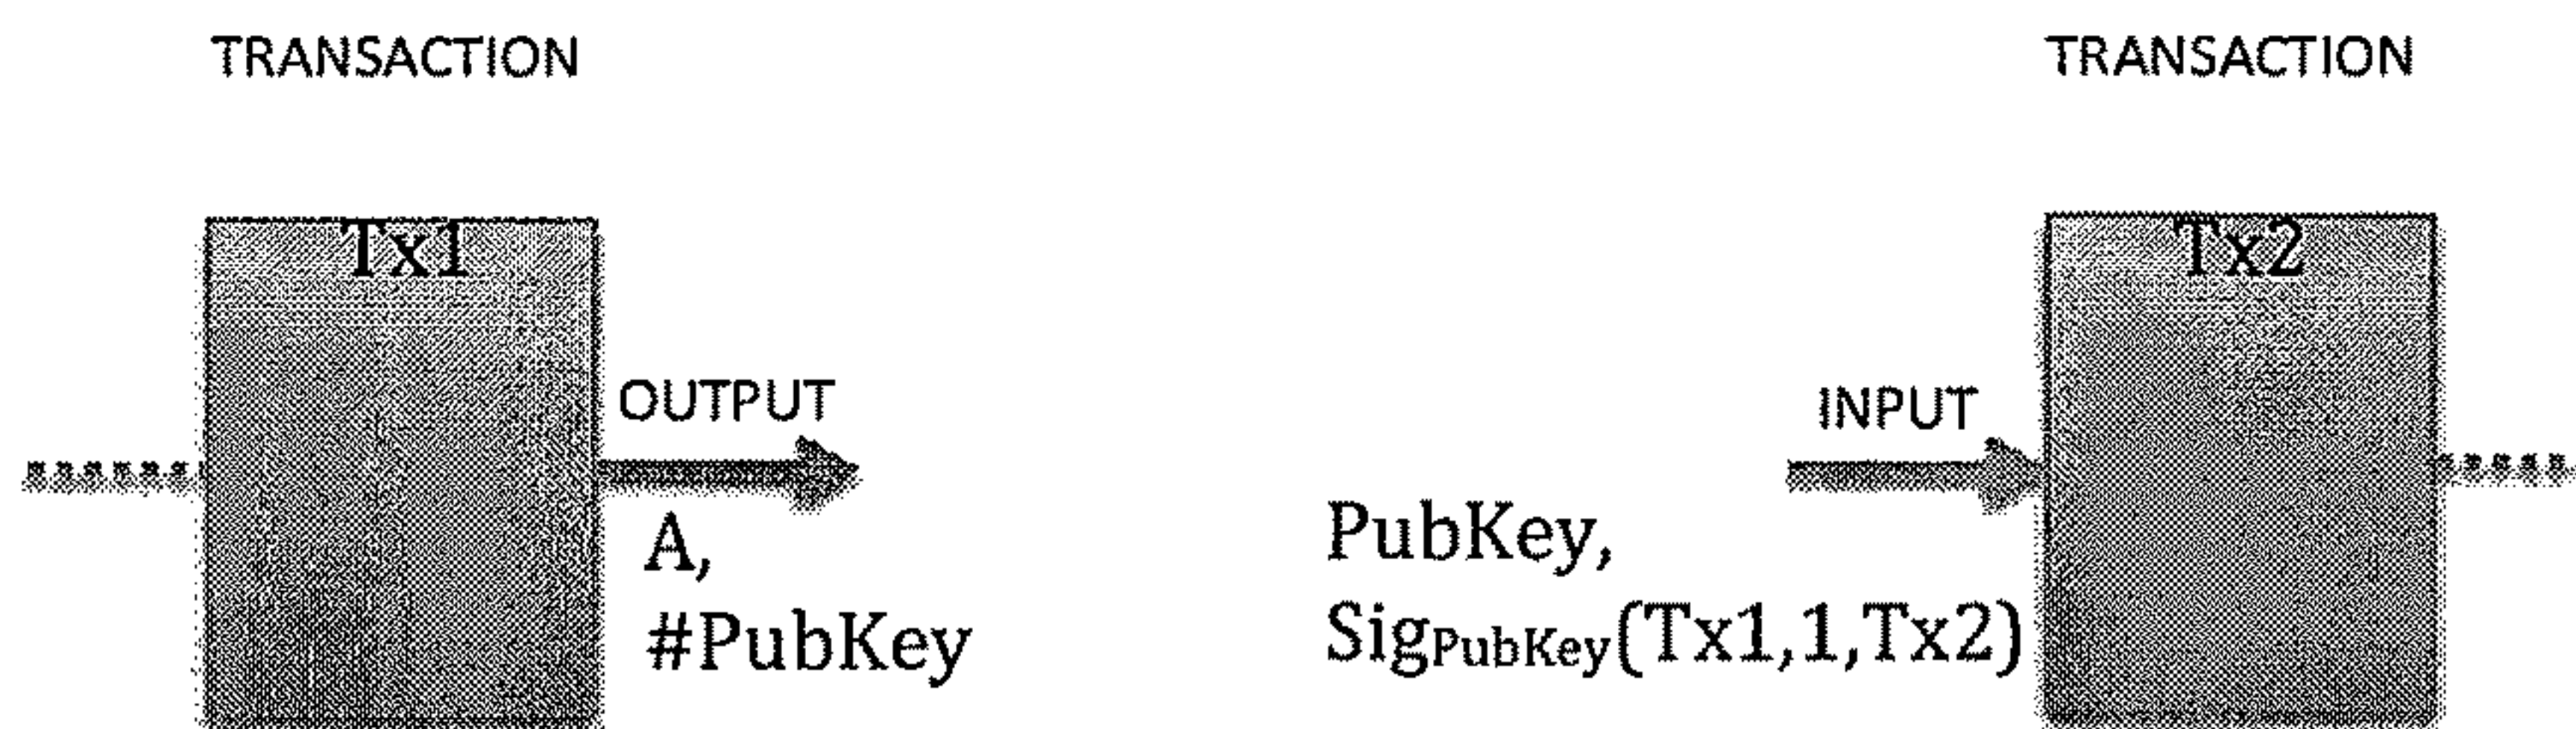 TRANSACTION
TRANSACTION
Tx1
Tx2
OUTPUT
INPUT
A,
#PubKey
PubKey,
SigPubKey(Tx1,1,Tx2)